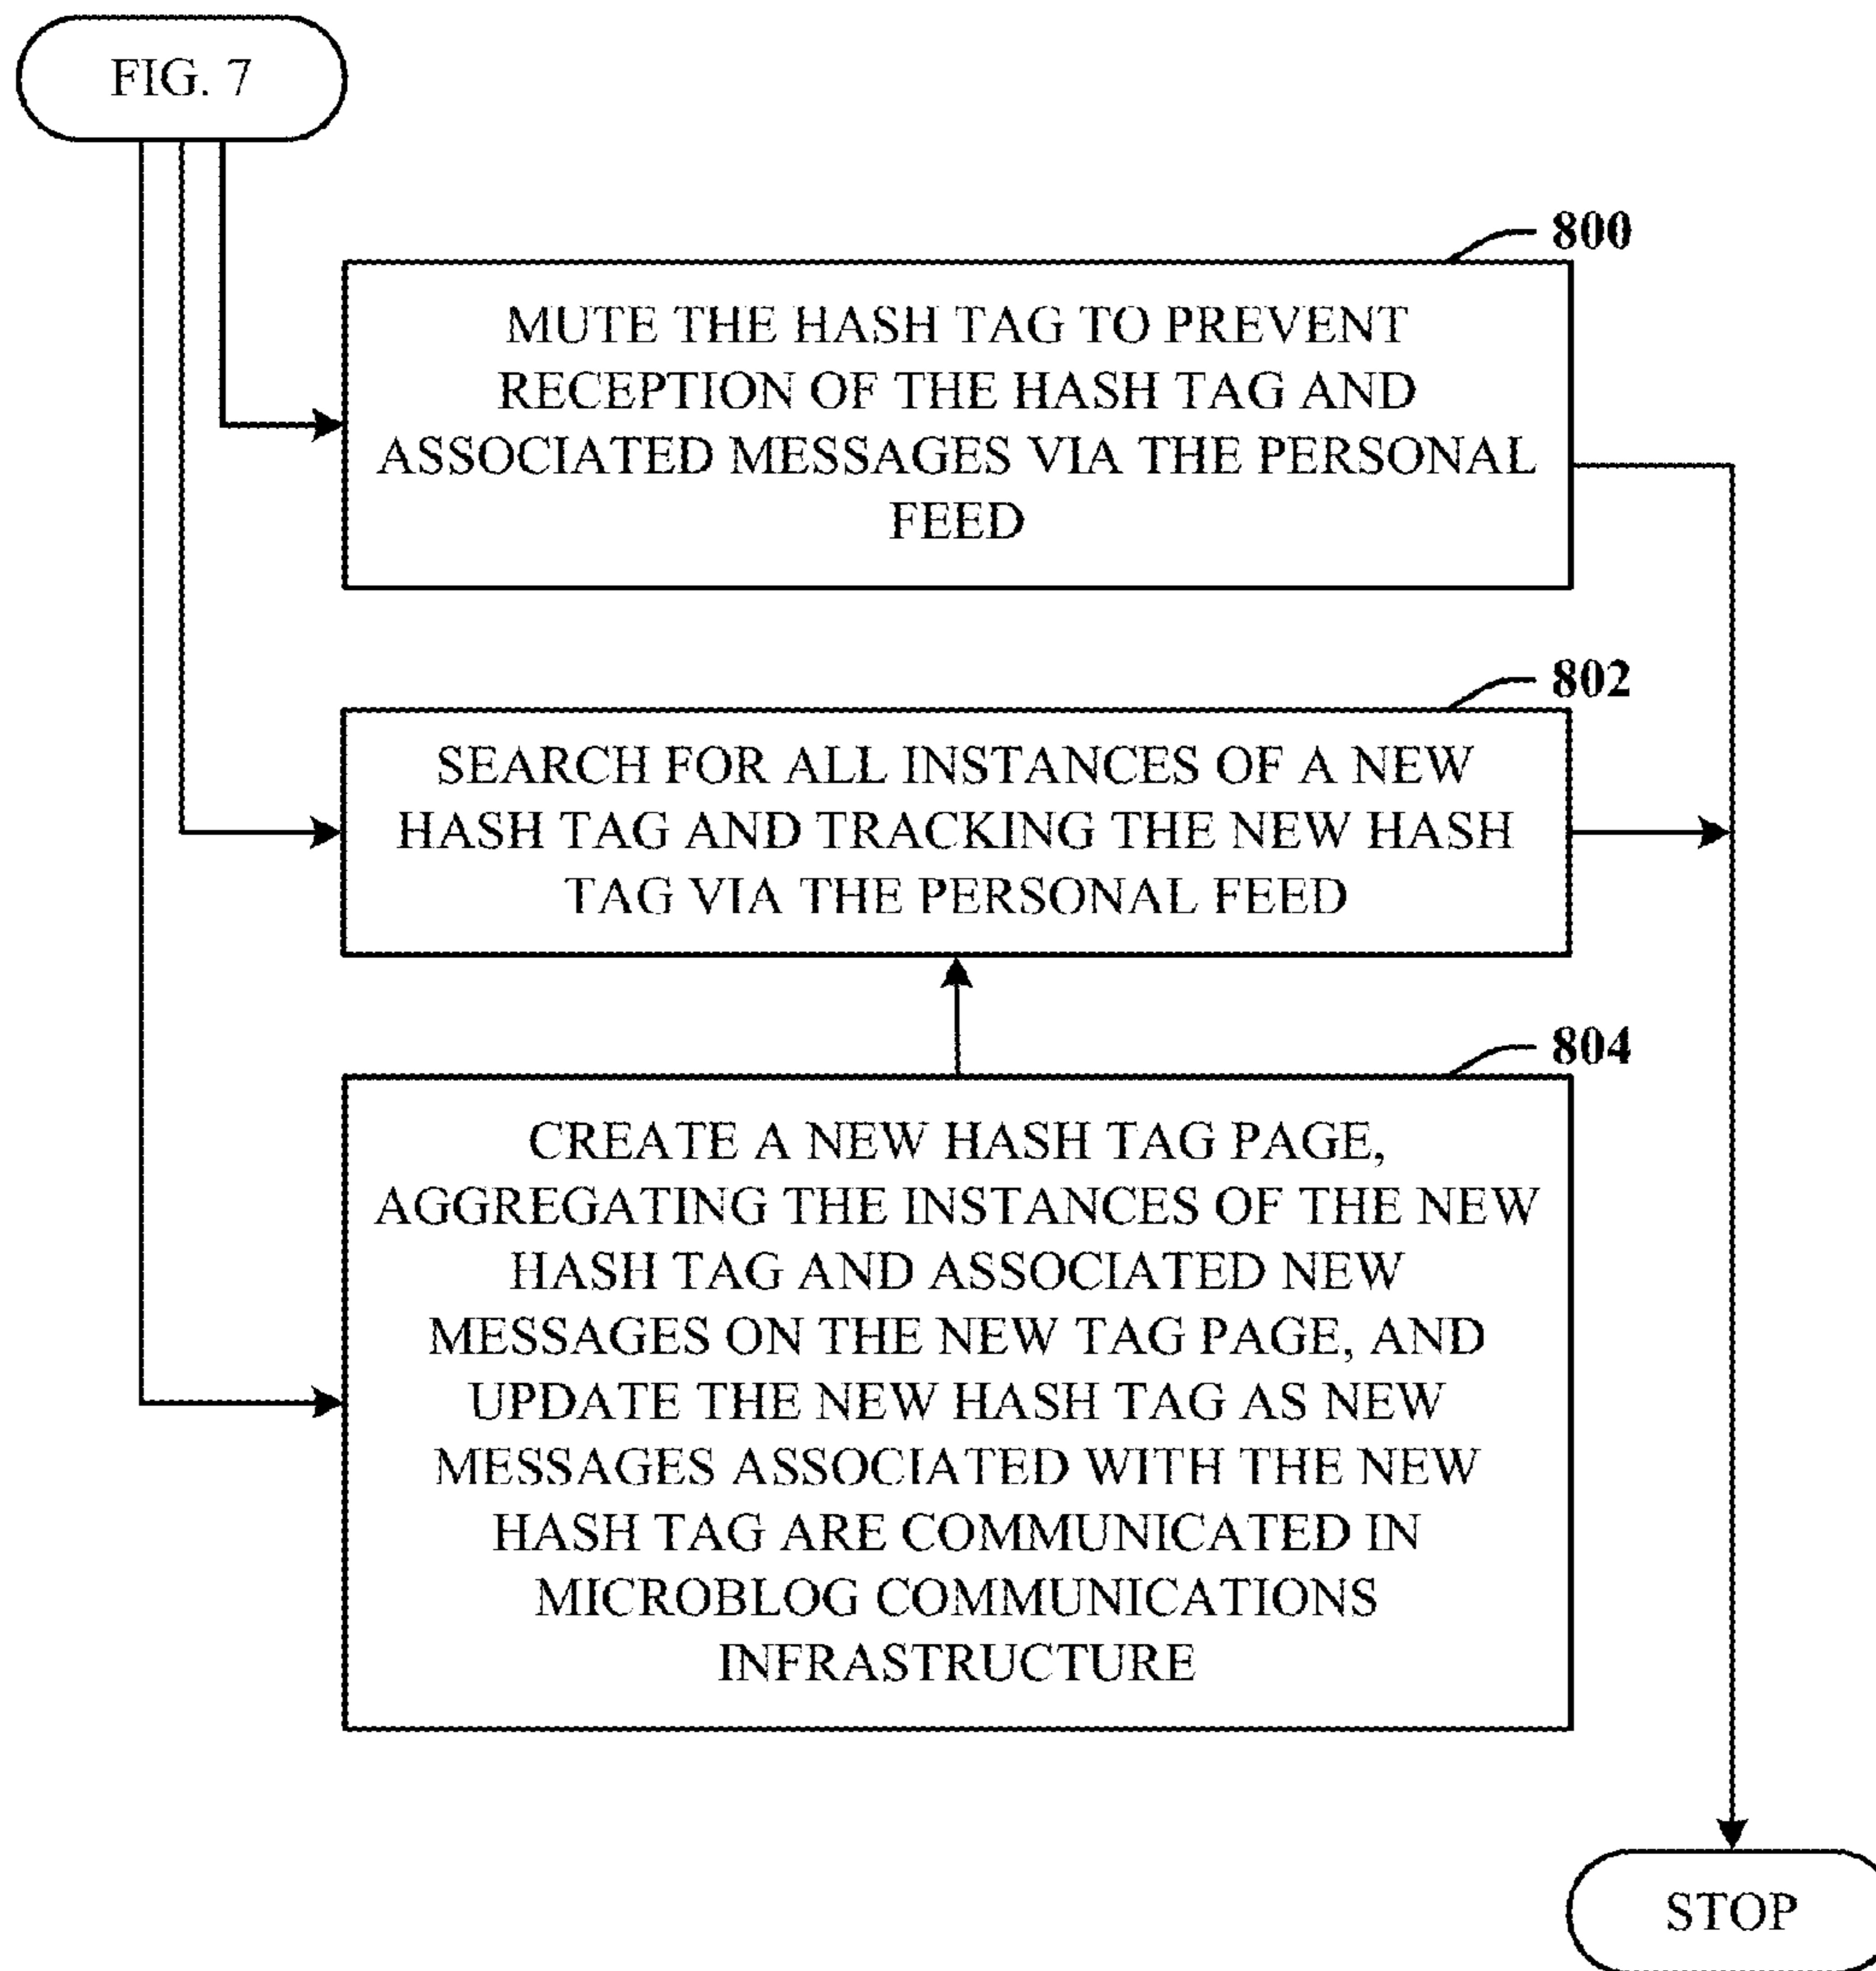 FIG. 7
800
MUTE THE HASH TAG TO PREVENT
RECEPTION OF THE HASH TAG AND
ASSOCIATED MESSAGES VIA THE PERSONAL
FEED
802
SEARCH FOR ALL INSTANCES OF A NEW
HASH TAG AND TRACKING THE NEW HASH
TAG VIA THE PERSONAL FEED
804
CREATE A NEW HASH TAG PAGE,
AGGREGATING THE INSTANCES OF THE NEW
HASH TAG AND ASSOCIATED NEW
MESSAGES ON THE NEW TAG PAGE, AND
UPDATE THE NEW HASH TAG AS NEW
MESSAGES ASSOCIATED WITH THE NEW
HASH TAG ARE COMMUNICATED IN
MICROBLOG COMMUNICATIONS
INFRASTRUCTURE
STOP